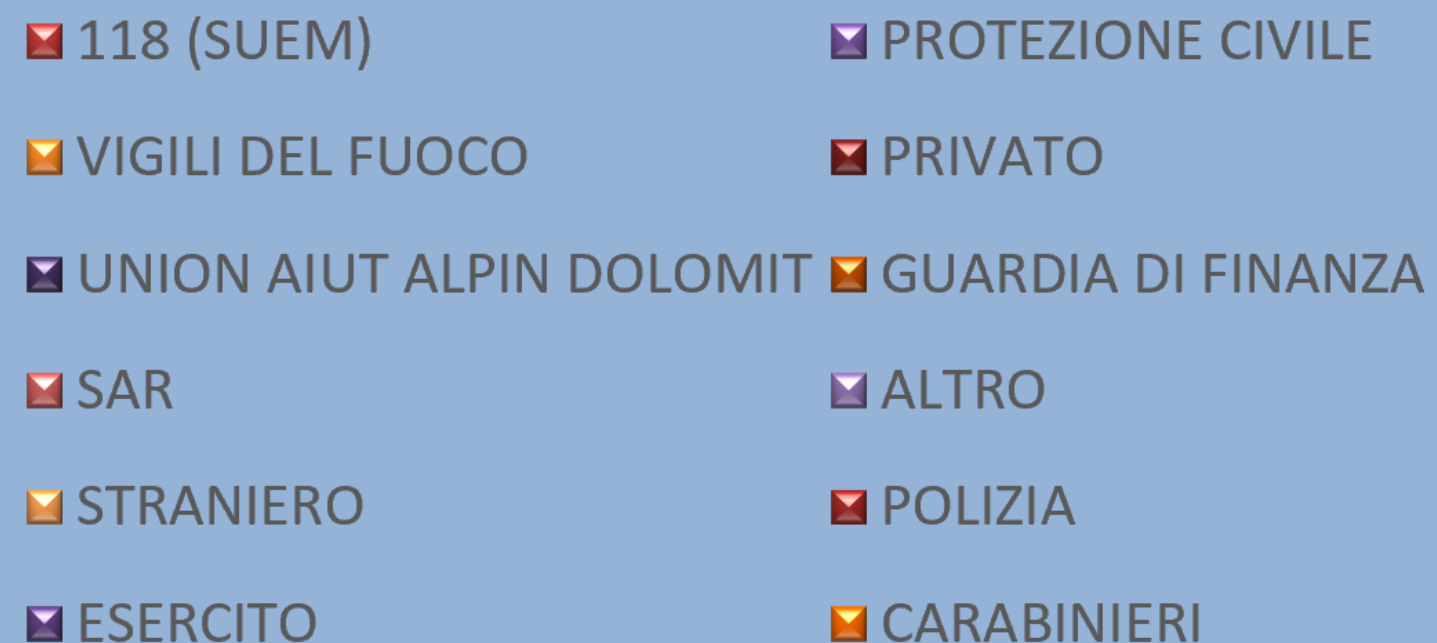 118 (SUEM) PROTEZIONE CIVILE
VIGILI DEL FUOCO PRIVATO
UNION AIUT ALPIN DOLOMIT GUARDIA DI FINANZA
SAR ALTRO
STRANIERO POLIZIA
ESERCITO CARABINIERI